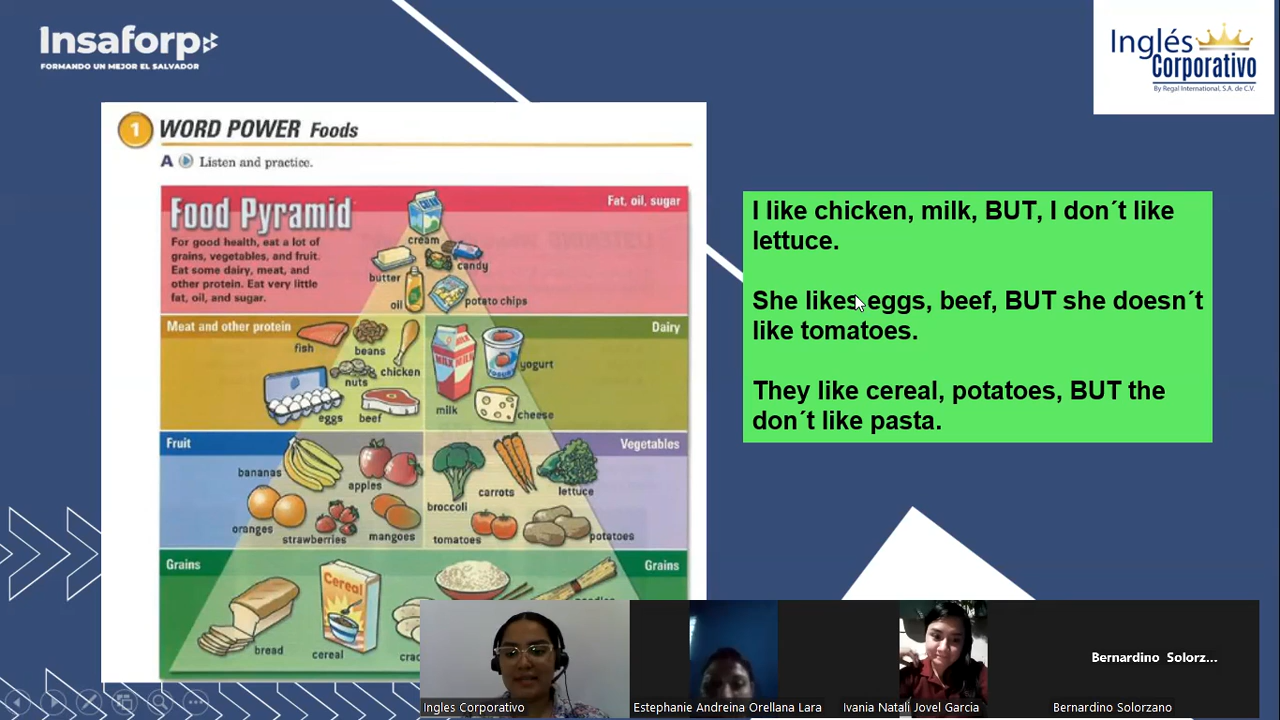 Insaforp
FORMANDO UN MEJOR EL SALVADOR
Inglés
Corporativo
By Regal International, S.A. de C.V.
1 WORD POWER Foods
A Listen and practice.
Food Pyramid
For good health, eat a lot of
grains, vegetables, and fruit.
Eat some dairy, meat, and
other protein. Eat very little
fat, oil, and sugar.
Fat, oil, sugar
CREAM
cream
butter
candy
oil
potato chips
Meat and other protein
Dairy
fish
beans
chicken
nuts
eggs
beef
MILK MILK
milk
yogurt
cheese
Fruit
Vegetables
bananas
apples
oranges
strawberries
mangoes
broccoli
carrots
lettuce
tomatoes
potatoes
Grains
Grains
bread
Cereal
cereal
I like chicken, milk, BUT, I don´t like
lettuce.
She likes eggs, beef, BUT she doesn´t
like tomatoes.
They like cereal, potatoes, BUT the
don´t like pasta.
Ingles Corporativo
Estephanie Andreina Orellana Lara
Ivania Natalí Jovel Garcia
Bernardino Solorz...
Bernardino Solorzano